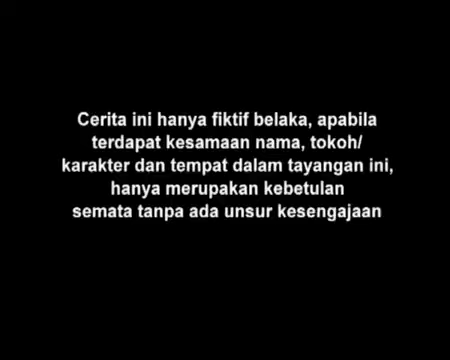 Cerita ini hanya fiktif belaka, apabila
terdapat kesamaan nama, tokoh/
karakter dan tempat dalam tayangan ini,
hanya merupakan kebetulan
semata tanpa ada unsur kesengajaan